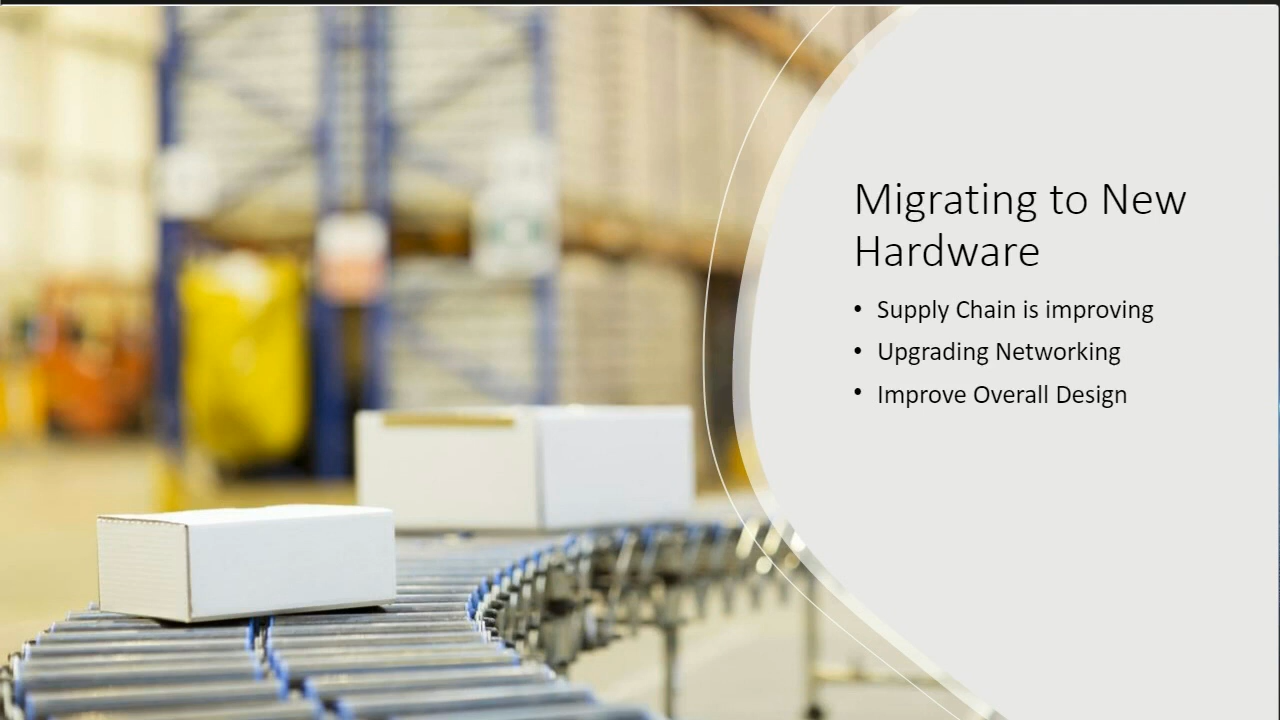 Migrating to New
Hardware
• Supply Chain is improving
• Upgrading Networking
• Improve Overall Design